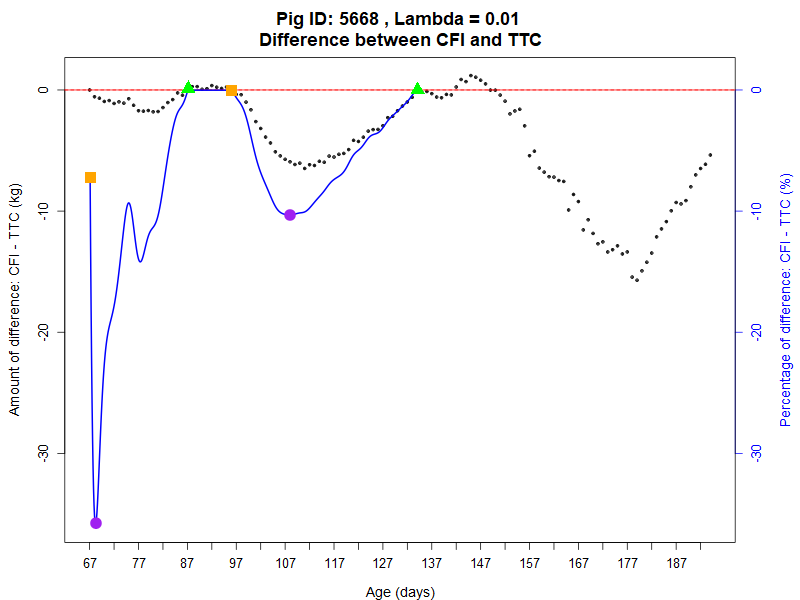 Pig ID: 5668 , Lambda = 0.01
Difference between CFI and TTC
Amount of difference: CFI - TTC (kg)
0
-10
-20
-30
0
-10
-20
-30
Percentage of difference: CFI - TTC (%)
67 77 87 97 107 117 127 137 147 157 167 177 187
Age (days)